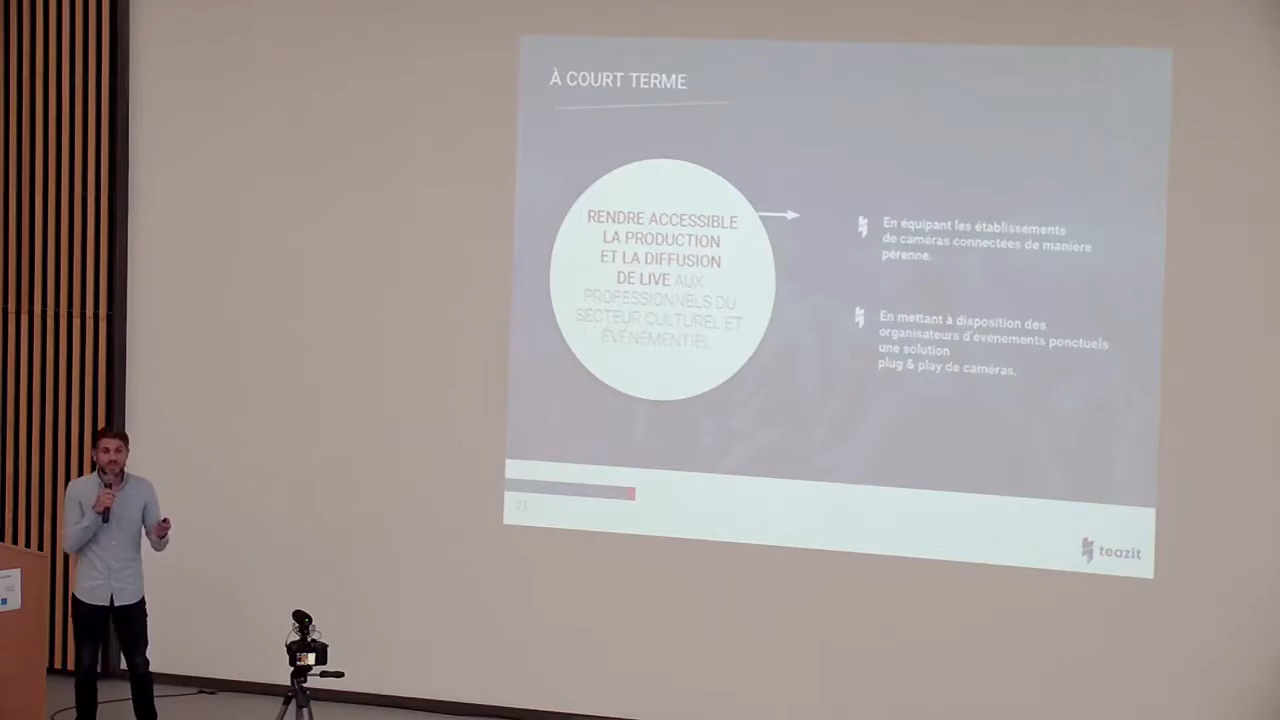 À COURT TERME
RENDRE ACCESSIBLE
LA PRODUCTION
ET LA DIFFUSION
DE LIVE AUX
PROFESSIONNELS DU
SECTEUR CULTUREL ET
ÉVÉNEMENTIEL
En équipant les établissements
de caméras connectées de manière
pérenne.
En mettant à disposition des
organisateurs d'évenements ponctuels
une solution
plug & play de caméras.
21
teazit